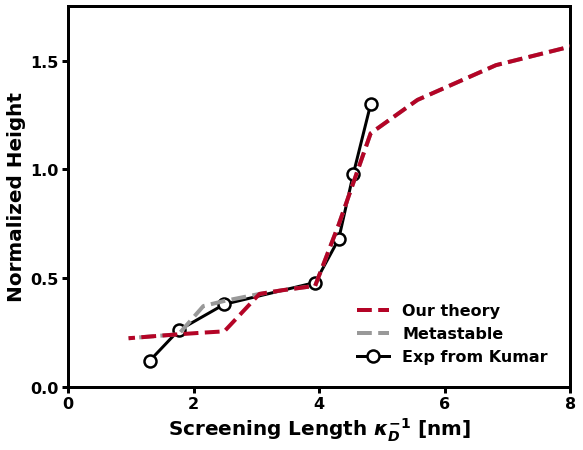 Normalized Height
1.5
1.0
0.5
0.0
0 2 4 6 8
Screening Length κ_D^{-1} [nm]
Our theory
Metastable
Exp from Kumar